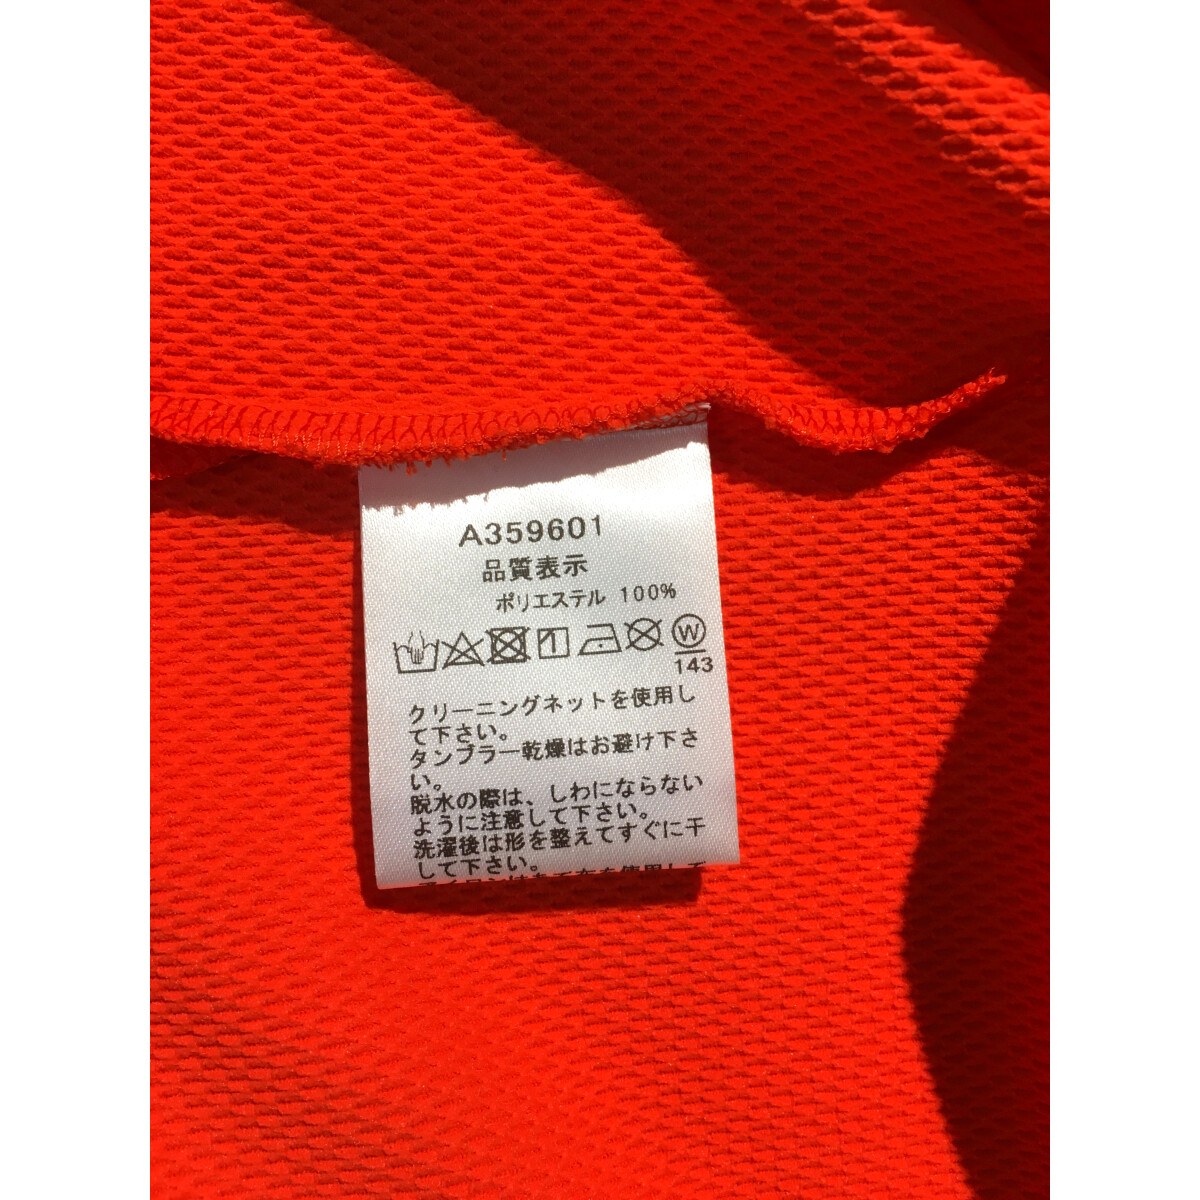 A359601
品質表示
ポリエステル 100%
W
143
クリーニングネットを使用し
て下さい。
タンブラー乾燥はお避け下さ
い。
脱水の際は、しわにならない
ように注意して下さい。
洗濯後は形を整えてすぐに干
して下さい。